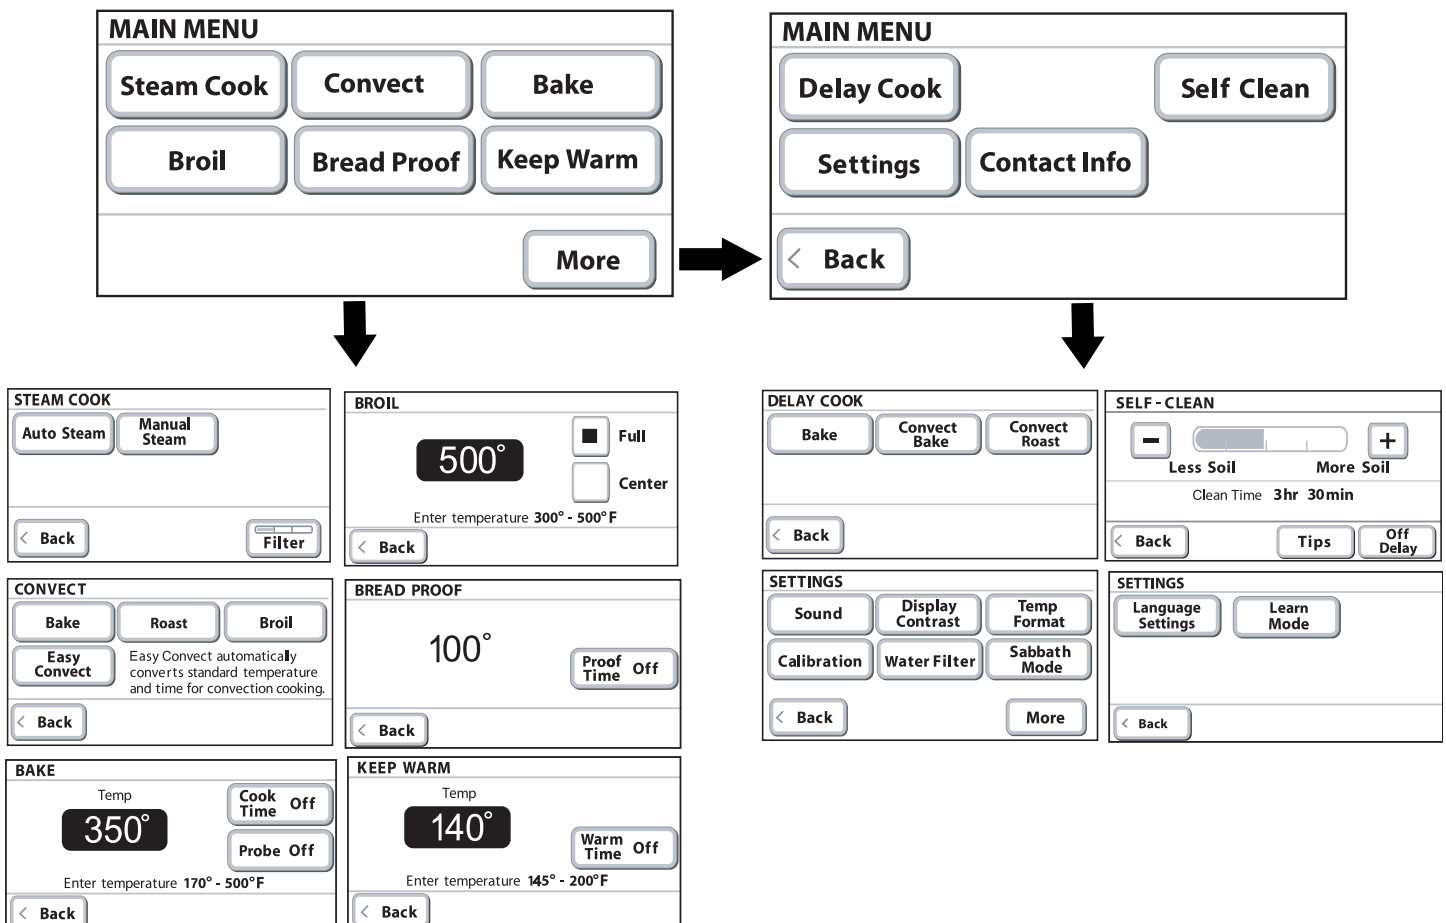 MAIN MENU
Steam Cook
Convect
Bake
Broil
Bread Proof
Keep Warm
More
MAIN MENU
Delay Cook
Self Clean
Settings
Contact Info
< Back
STEAM COOK
Auto Steam
Manual
Steam
< Back
Filter
BROIL
500°
Full
Center
Enter temperature 300° - 500°F
< Back
CONVECT
Bake
Roast
Broil
Easy
Convect
Easy Convect automatically
converts standard temperature
and time for convection cooking.
< Back
BREAD PROOF
100°
Proof
Time Off
< Back
BAKE
Temp
350°
Cook
Time Off
Probe Off
Enter temperature 170° - 500°F
< Back
KEEP WARM
Temp
140°
Warm
Time Off
Enter temperature 145° - 200°F
< Back
DELAY COOK
Bake
Convect
Bake
Convect
Roast
< Back
SELF - CLEAN
−
+
Less Soil
More Soil
Clean Time 3hr 30min
< Back
Tips
Off
Delay
SETTINGS
Sound
Display
Contrast
Temp
Format
Calibration
Water Filter
Sabbath
Mode
< Back
More
SETTINGS
Language
Settings
Learn
Mode
< Back